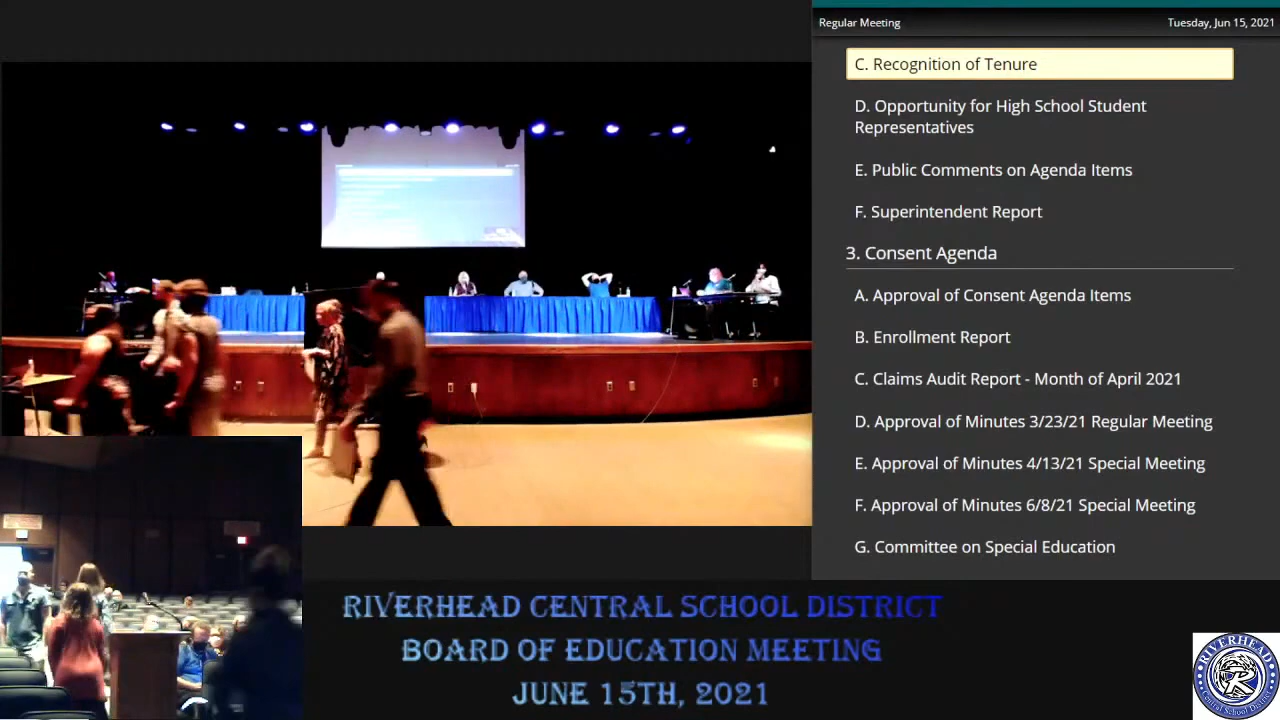 Regular Meeting
Tuesday, Jun 15, 2021
C. Recognition of Tenure
D. Opportunity for High School Student
Representatives
E. Public Comments on Agenda Items
F. Superintendent Report
3. Consent Agenda
A. Approval of Consent Agenda Items
B. Enrollment Report
C. Claims Audit Report - Month of April 2021
D. Approval of Minutes 3/23/21 Regular Meeting
E. Approval of Minutes 4/13/21 Special Meeting
F. Approval of Minutes 6/8/21 Special Meeting
G. Committee on Special Education
RIVERHEAD CENTRAL SCHOOL DISTRICT
BOARD OF EDUCATION MEETING
JUNE 15TH, 2021
RIVERHEAD
R
Central School District